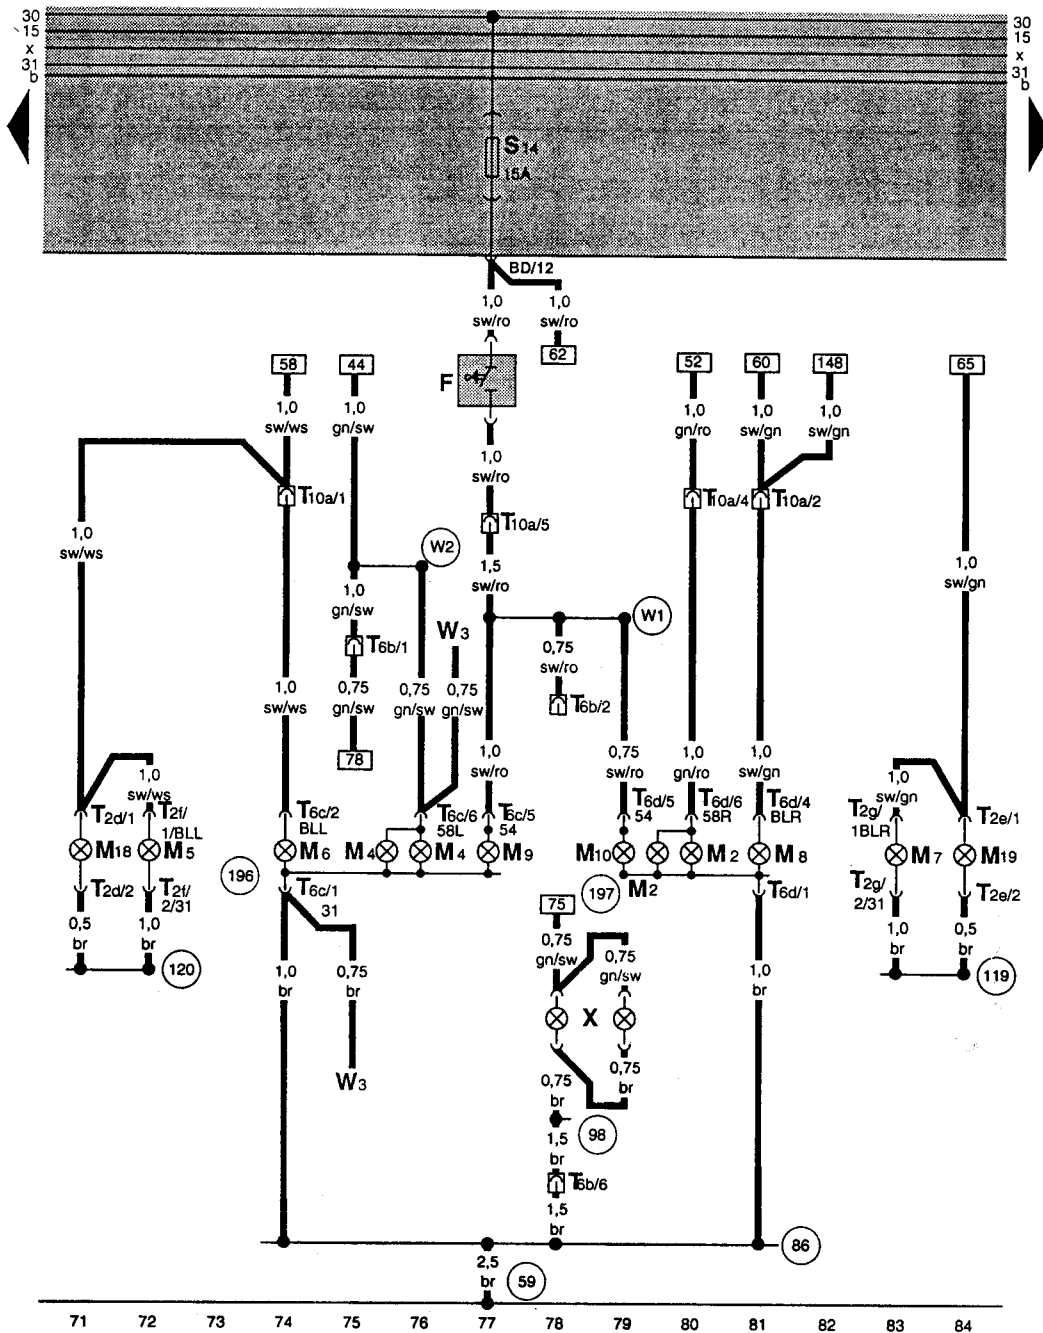 30 30
15 15
x x
31 31
b b
S14
15A
BD/12
1,0 1,0
sw/ro sw/ro
62
58 44 F 52 60 148 65
1,0 1,0 1,0 1,0 1,0
sw/ws gn/sw gn/ro sw/gn sw/gn
1,0
sw/ro
T10a/1 T10a/4 T10a/2
T10a/5
1,0
sw/ws
W2
1,5
sw/ro
1,0
sw/gn
1,0
gn/sw
W1
W3
T6b/1
0,75
sw/ro
1,0 0,75 0,75 0,75
sw/ws gn/sw gn/sw gn/sw
T6b/2
78
1,0 0,75 1,0 1,0
sw/ro sw/ro gn/ro sw/gn
1,0 1,0
sw/ws sw/gn
T2d/1 T2f/ T6c/2 T6c/6 T6c/5 T6d/5 T6d/6 T6d/4 T2g/ T2e/1
1/BLL BLL 58L 54 54 58R BLR 1BLR
M18 M5 M6 M4 M4 M9 M10 M2 M8 M7 M19
196 197 M2
T2d/2 T2f/ T6c/1 T6d/1 T2g/ T2e/2
2/31 31 2/31
75
0,5 1,0 1,0 0,5
br br br br
0,75 0,75
gn/sw gn/sw
120 119
1,0 0,75 1,0
br br br
X
W3
0,75 0,75
br br
98
1,5
br
T6b/6
1,5
br
86
2,5
br
59
71 72 73 74 75 76 77 78 79 80 81 82 83 84